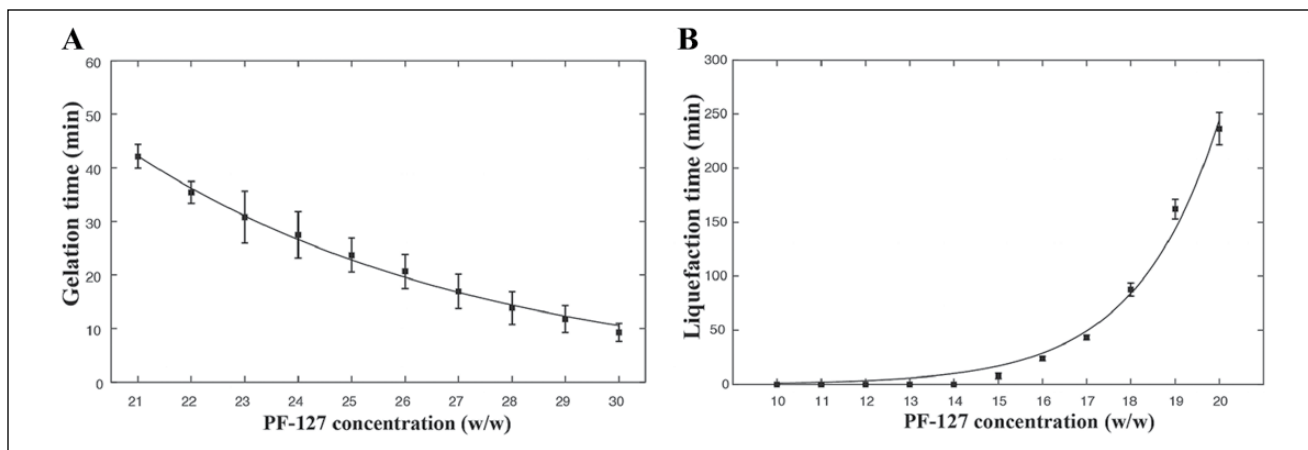 A
60
50
40
30
20
10
0
Gelation time (min)
21 22 23 24 25 26 27 28 29 30
PF-127 concentration (w/w)
B
300
250
200
150
100
50
0
Liquefaction time (min)
10 11 12 13 14 15 16 17 18 19 20
PF-127 concentration (w/w)